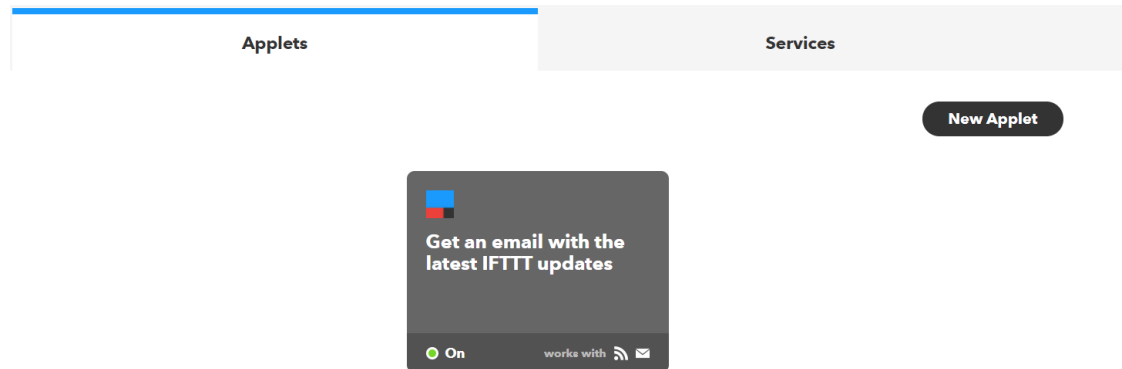 Applets
Services
New Applet
Get an email with the
latest IFTTT updates
On
works with